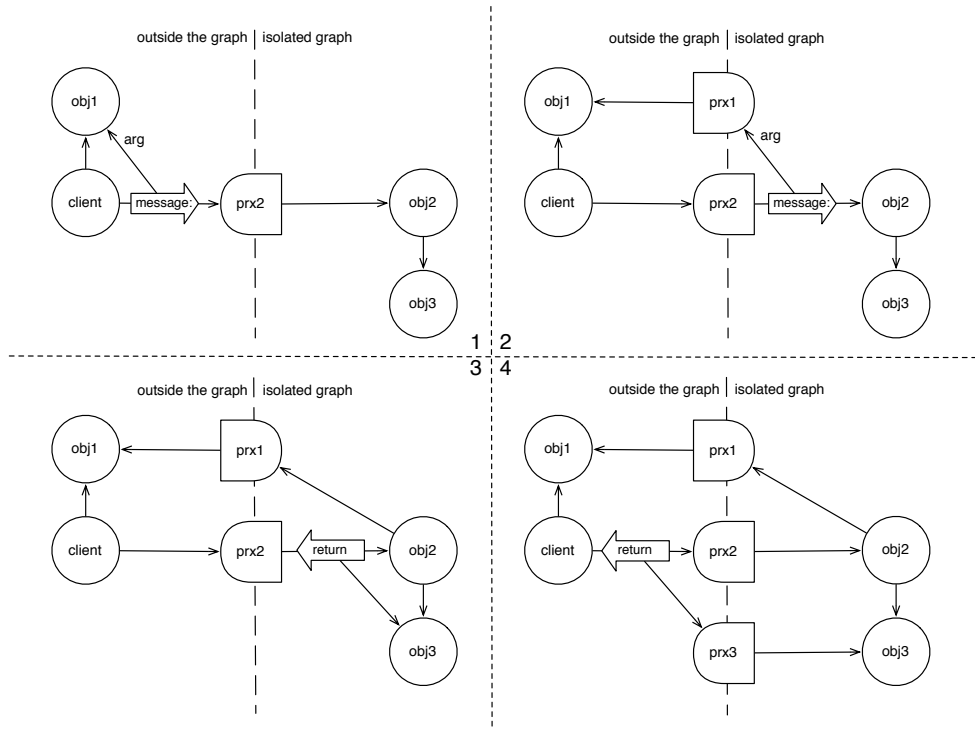 outside the graph | isolated graph
obj1
arg
client
message:
prx2
obj2
obj3
1
outside the graph | isolated graph
obj1
prx1
arg
client
prx2
message:
obj2
obj3
2
3
outside the graph | isolated graph
obj1
prx1
client
prx2
return
obj2
obj3
4
outside the graph | isolated graph
obj1
prx1
client
return
prx2
obj2
prx3
obj3